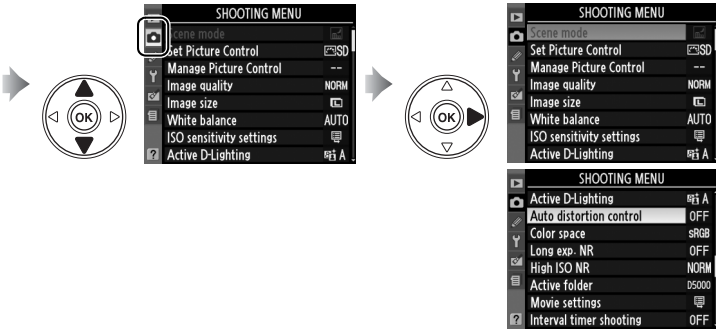 SHOOTING MENU
Scene mode
Set Picture Control SD
Manage Picture Control --
Image quality NORM
Image size L
White balance AUTO
ISO sensitivity settings
Active D-Lighting A
OK
SHOOTING MENU
Scene mode
Set Picture Control SD
Manage Picture Control --
Image quality NORM
Image size L
White balance AUTO
ISO sensitivity settings
Active D-Lighting A
OK
SHOOTING MENU
Active D-Lighting A
Auto distortion control OFF
Color space sRGB
Long exp. NR OFF
High ISO NR NORM
Active folder D5000
Movie settings
Interval timer shooting OFF